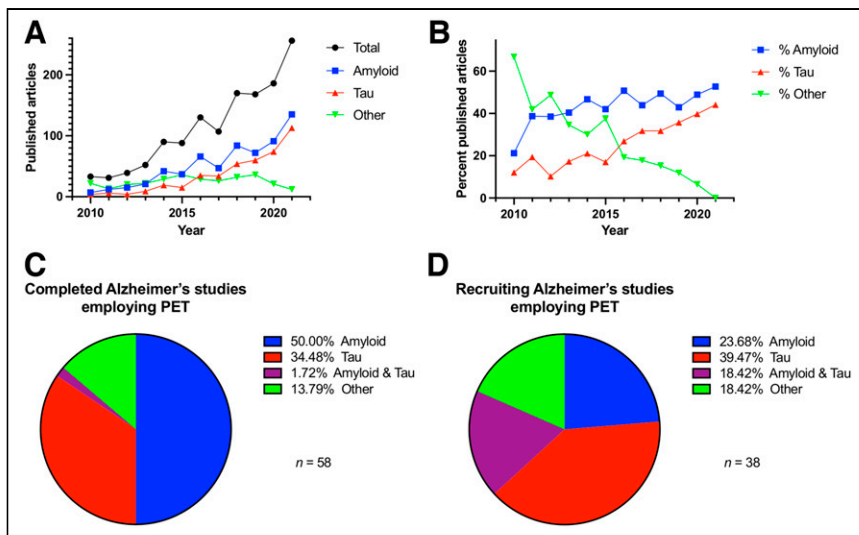 A
Published articles
200
100
0
2010
2015
2020
Year
Total
Amyloid
Tau
Other
B
Percent published articles
60
40
20
0
2010
2015
2020
Year
% Amyloid
% Tau
% Other
C
Completed Alzheimer's studies
employing PET
50.00% Amyloid
34.48% Tau
1.72% Amyloid & Tau
13.79% Other
n = 58
D
Recruiting Alzheimer's studies
employing PET
23.68% Amyloid
39.47% Tau
18.42% Amyloid & Tau
18.42% Other
n = 38